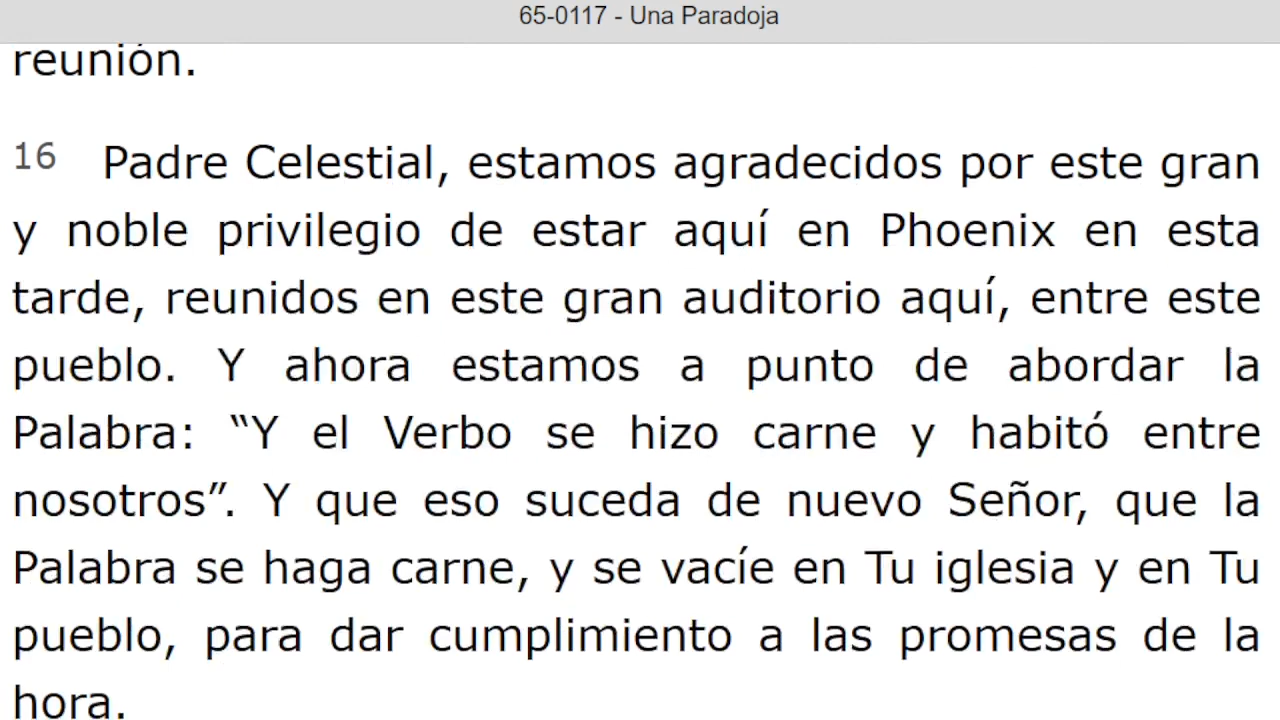 65-0117 - Una Paradoja
reunión.
16 Padre Celestial, estamos agradecidos por este gran
y noble privilegio de estar aquí en Phoenix en esta
tarde, reunidos en este gran auditorio aquí, entre este
pueblo. Y ahora estamos a punto de abordar la
Palabra: “Y el Verbo se hizo carne y habitó entre
nosotros”. Y que eso suceda de nuevo Señor, que la
Palabra se haga carne, y se vacíe en Tu iglesia y en Tu
pueblo, para dar cumplimiento a las promesas de la
hora.